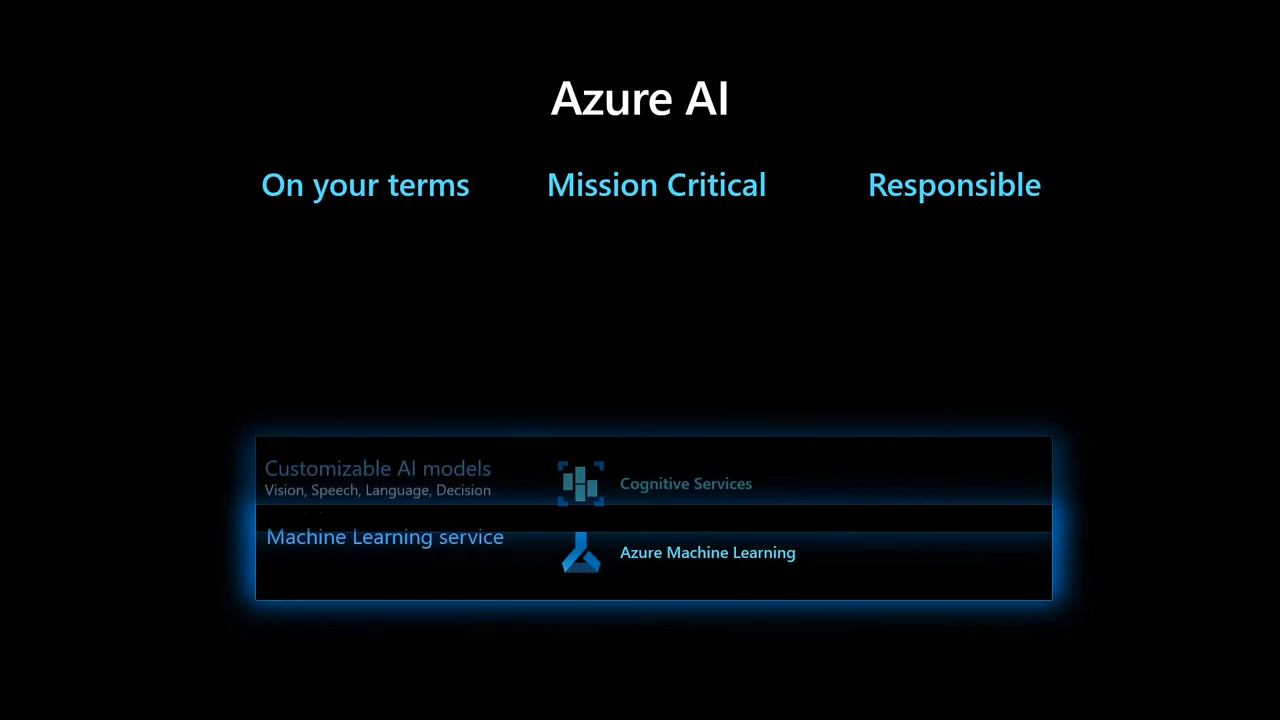 Azure AI
On your terms
Mission Critical
Responsible
Customizable AI models
Vision, Speech, Language, Decision
Cognitive Services
Machine Learning service
Azure Machine Learning